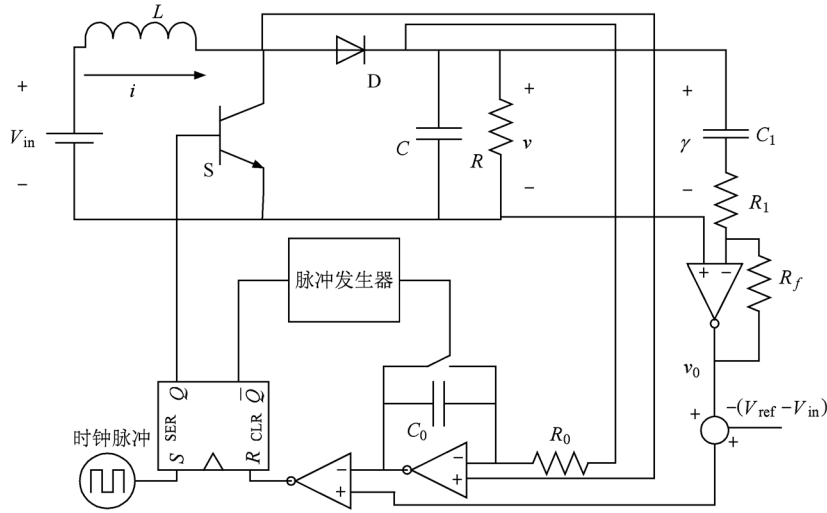 L
+
i
D
V_in
S
C
R
+
v
−
+
γ
−
C_1
R_1
−
+ −
R_f
脉冲发生器
v_0
Q
Q̄
C_0
R_0
−(V_ref −V_in)
+
+
时钟脉冲
SER
CLR
S
R
−
+
−
+